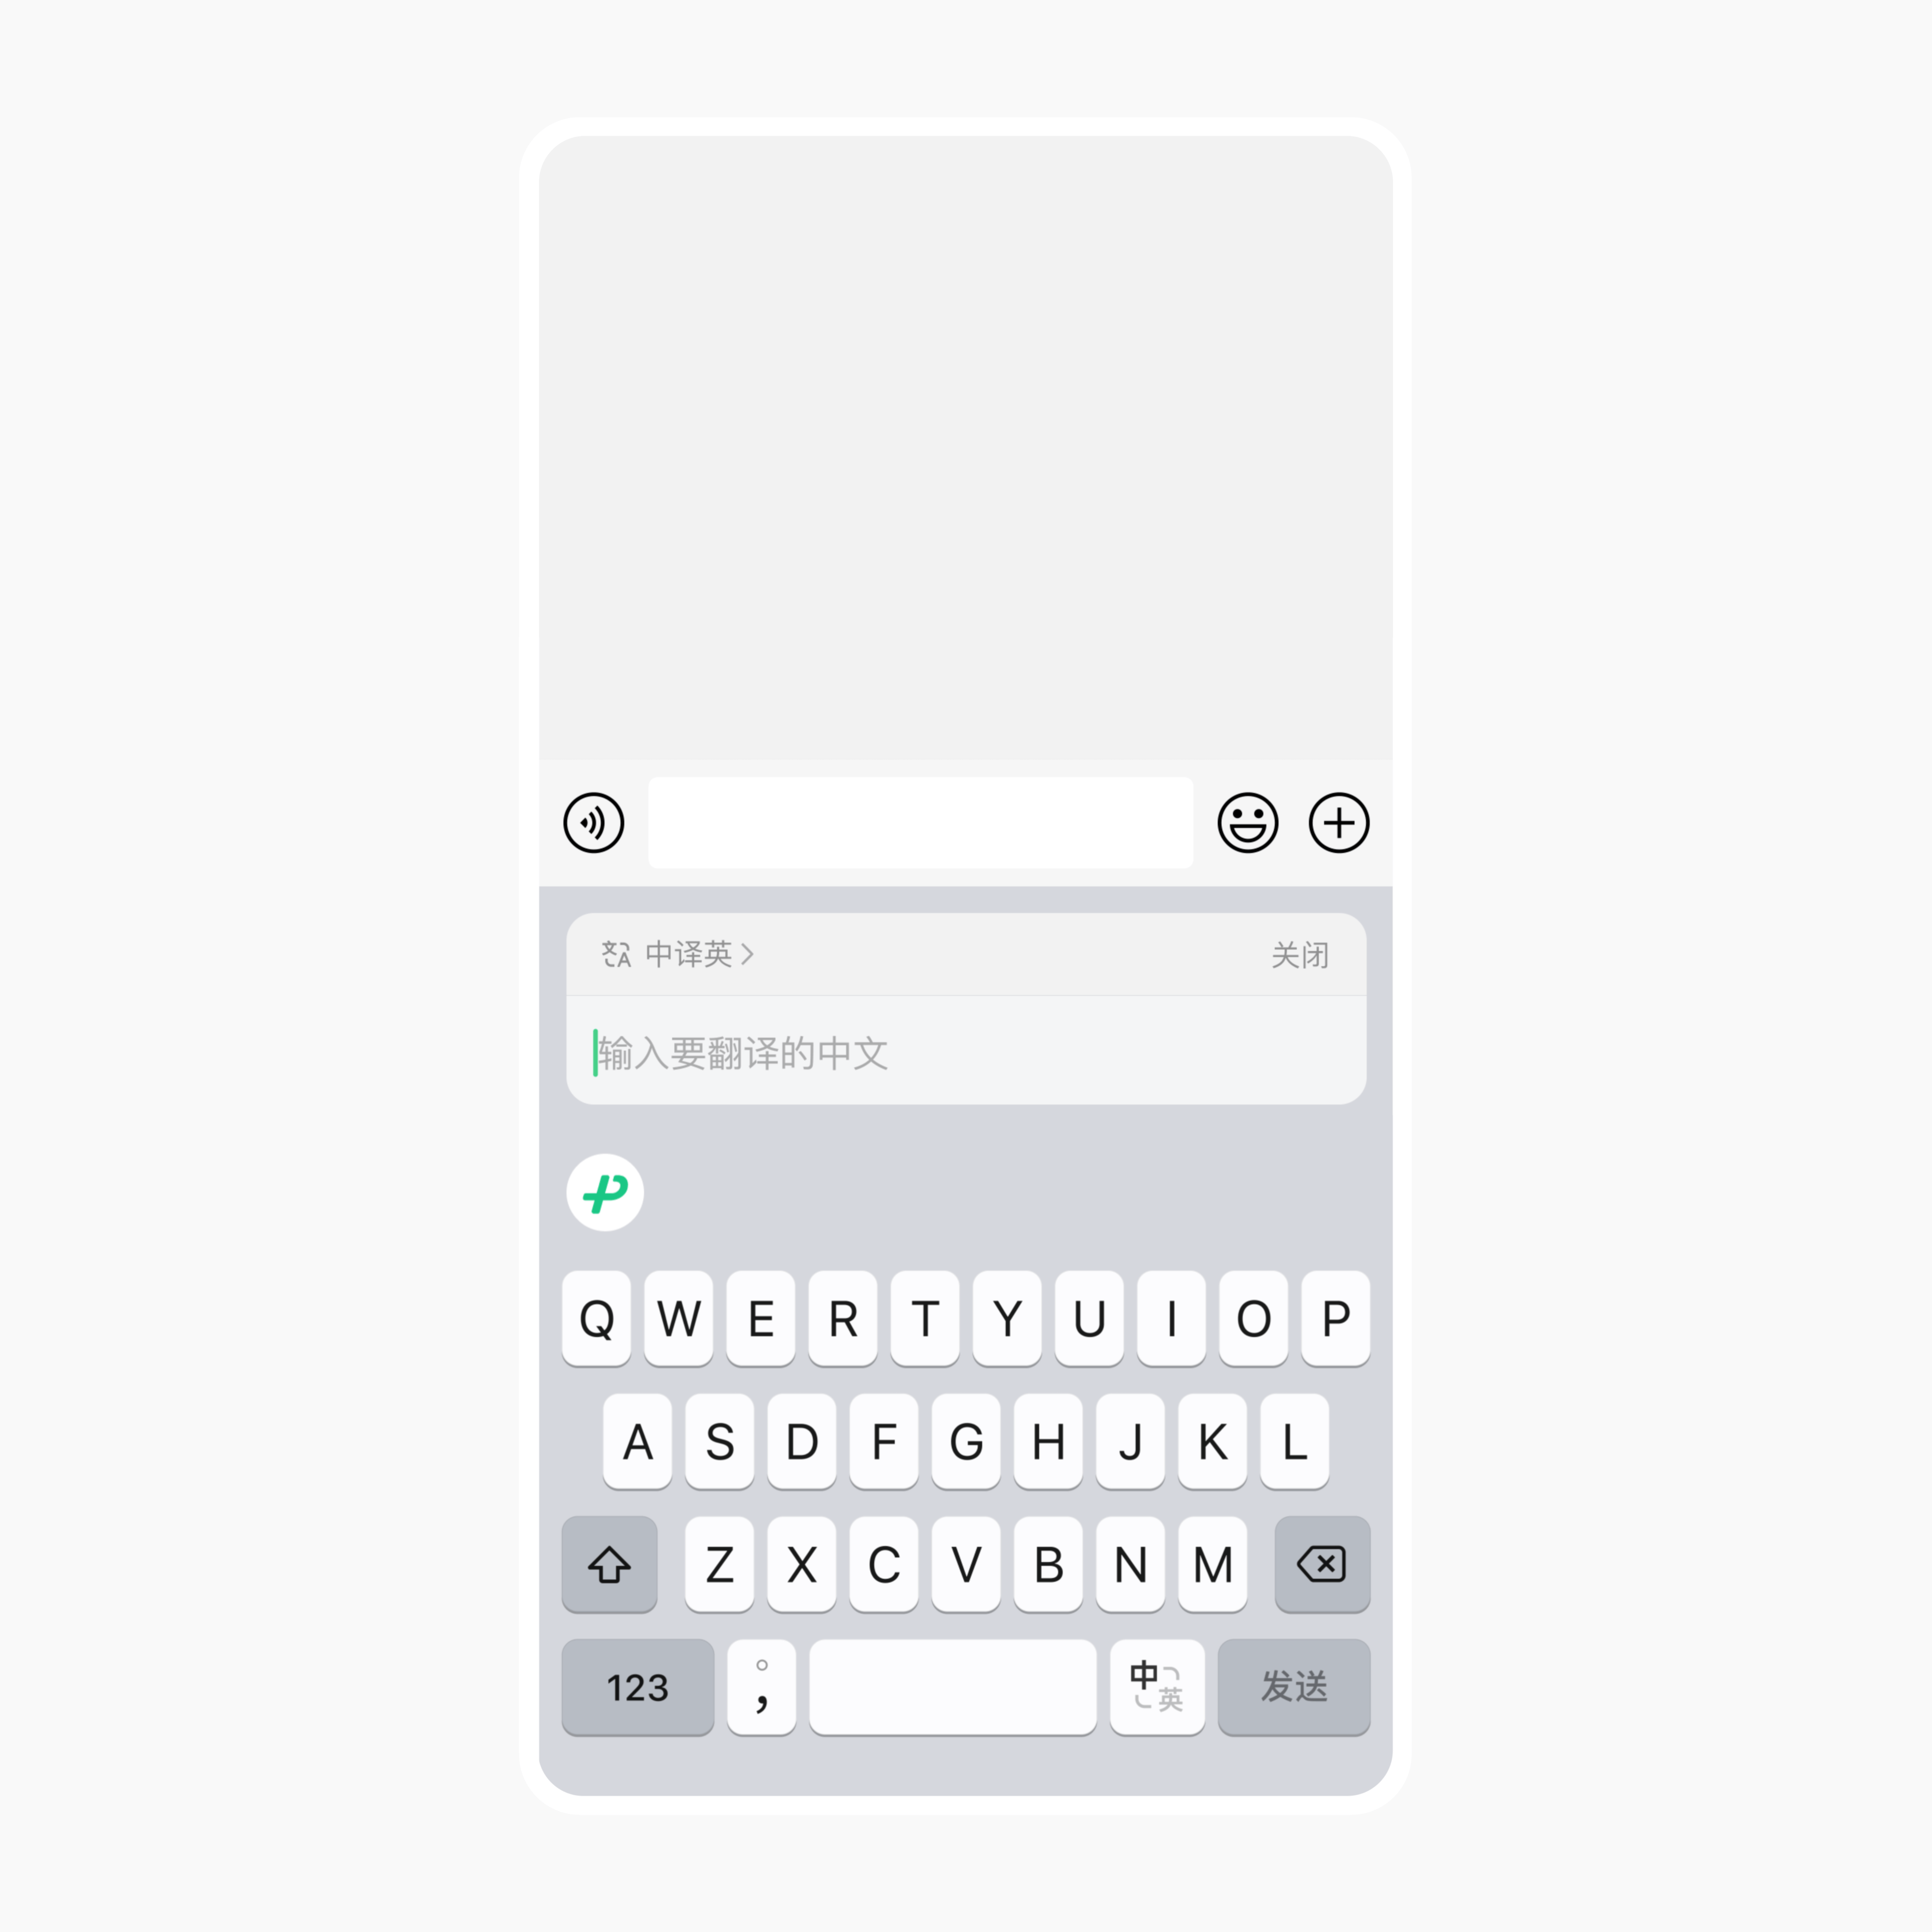 中译英 关闭
输入要翻译的中文
Q W E R T Y U I O P
A S D F G H J K L
Z X C V B N M
123 。 , 中 英 发送